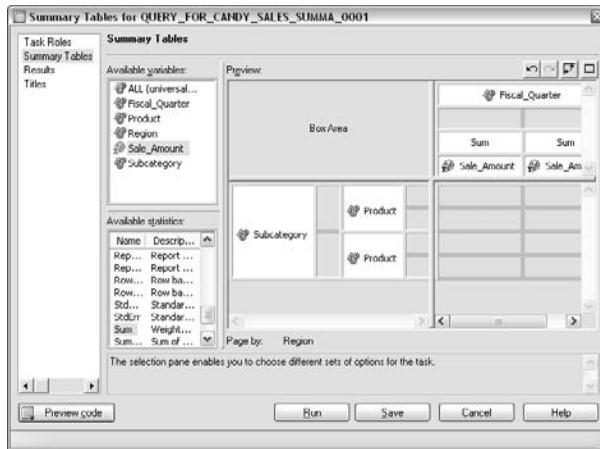 Summary Tables for QUERY_FOR_CANDY_SALES_SUMMA_0001
Task Roles
Summary Tables
Results
Titles
Summary Tables
Available variables:
ALL (universal...
Fiscal_Quarter
Product
Region
Sale_Amount
Subcategory
Available statistics:
Name Descrip...
Rep... Report ...
Rep... Report ...
Row... Row ba...
Row... Row ba...
Std... Standar...
StdErr Standar...
Sum Weight...
Sum... Sum of ...
Preview:
Box Area
Fiscal_Quarter
Sum Sum
Sale_Amount Sale_Am
Subcategory
Product
Product
Page by: Region
The selection pane enables you to choose different sets of options for the task.
Preview code
Run
Save
Cancel
Help